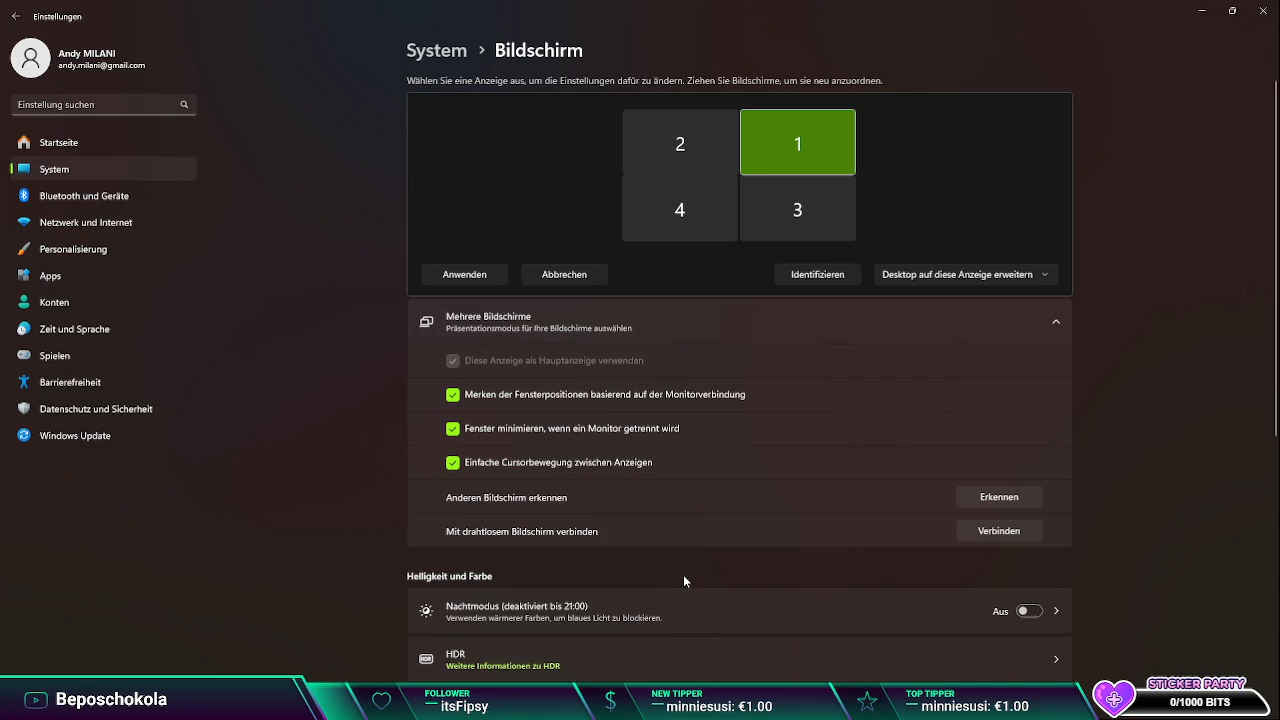 Einstellungen
Andy MILANI
andy.milani@gmail.com
Einstellung suchen
Startseite
System
Bluetooth und Geräte
Netzwerk und Internet
Personalisierung
Apps
Konten
Zeit und Sprache
Spielen
Barrierefreiheit
Datenschutz und Sicherheit
Windows Update
System > Bildschirm
Wählen Sie eine Anzeige aus, um die Einstellungen dafür zu ändern. Ziehen Sie Bildschirme, um sie neu anzuordnen.
2 1
4 3
Anwenden Abbrechen Identifizieren Desktop auf diese Anzeige erweitern
Mehrere Bildschirme
Präsentationsmodus für Ihre Bildschirme auswählen
Diese Anzeige als Hauptanzeige verwenden
Merken der Fensterpositionen basierend auf der Monitorverbindung
Fenster minimieren, wenn ein Monitor getrennt wird
Einfache Cursorbewegung zwischen Anzeigen
Anderen Bildschirm erkennen Erkennen
Mit drahtlosem Bildschirm verbinden Verbinden
Helligkeit und Farbe
Nachtmodus (deaktiviert bis 21:00) Aus
Verwenden wärmerer Farben, um blaues Licht zu blockieren.
HDR
HDR
Weitere Informationen zu HDR
Beposchokola
FOLLOWER
itsFipsy
$
NEW TIPPER
minniesusi: €1.00
TOP TIPPER
minniesusi: €1.00
STICKER PARTY
0/1000 BITS